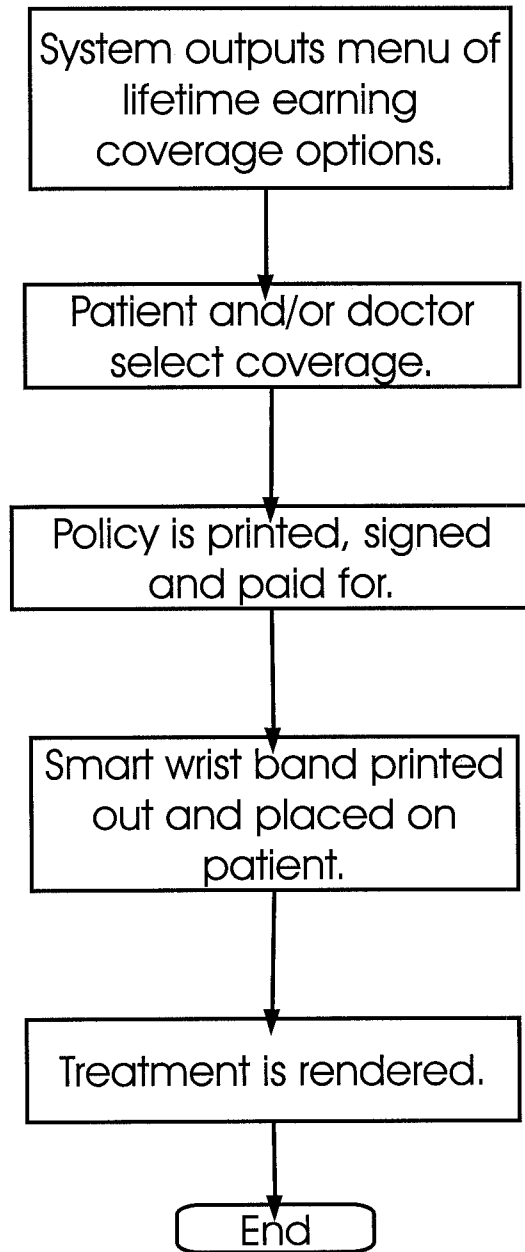 System outputs menu of
lifetime earning
coverage options.
Patient and/or doctor
select coverage.
Policy is printed, signed
and paid for.
Smart wrist band printed
out and placed on
patient.
Treatment is rendered.
End